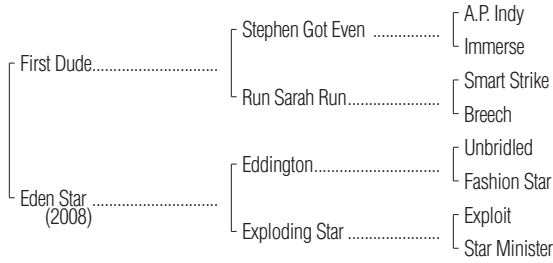 A.P. Indy
Stephen Got Even ................
Immerse
First Dude..............................
Smart Strike
Run Sarah Run......................
Breech
Unbridled
Eddington..............................
Fashion Star
Eden Star ..............................
(2008)
Exploit
Exploding Star ......................
Star Minister